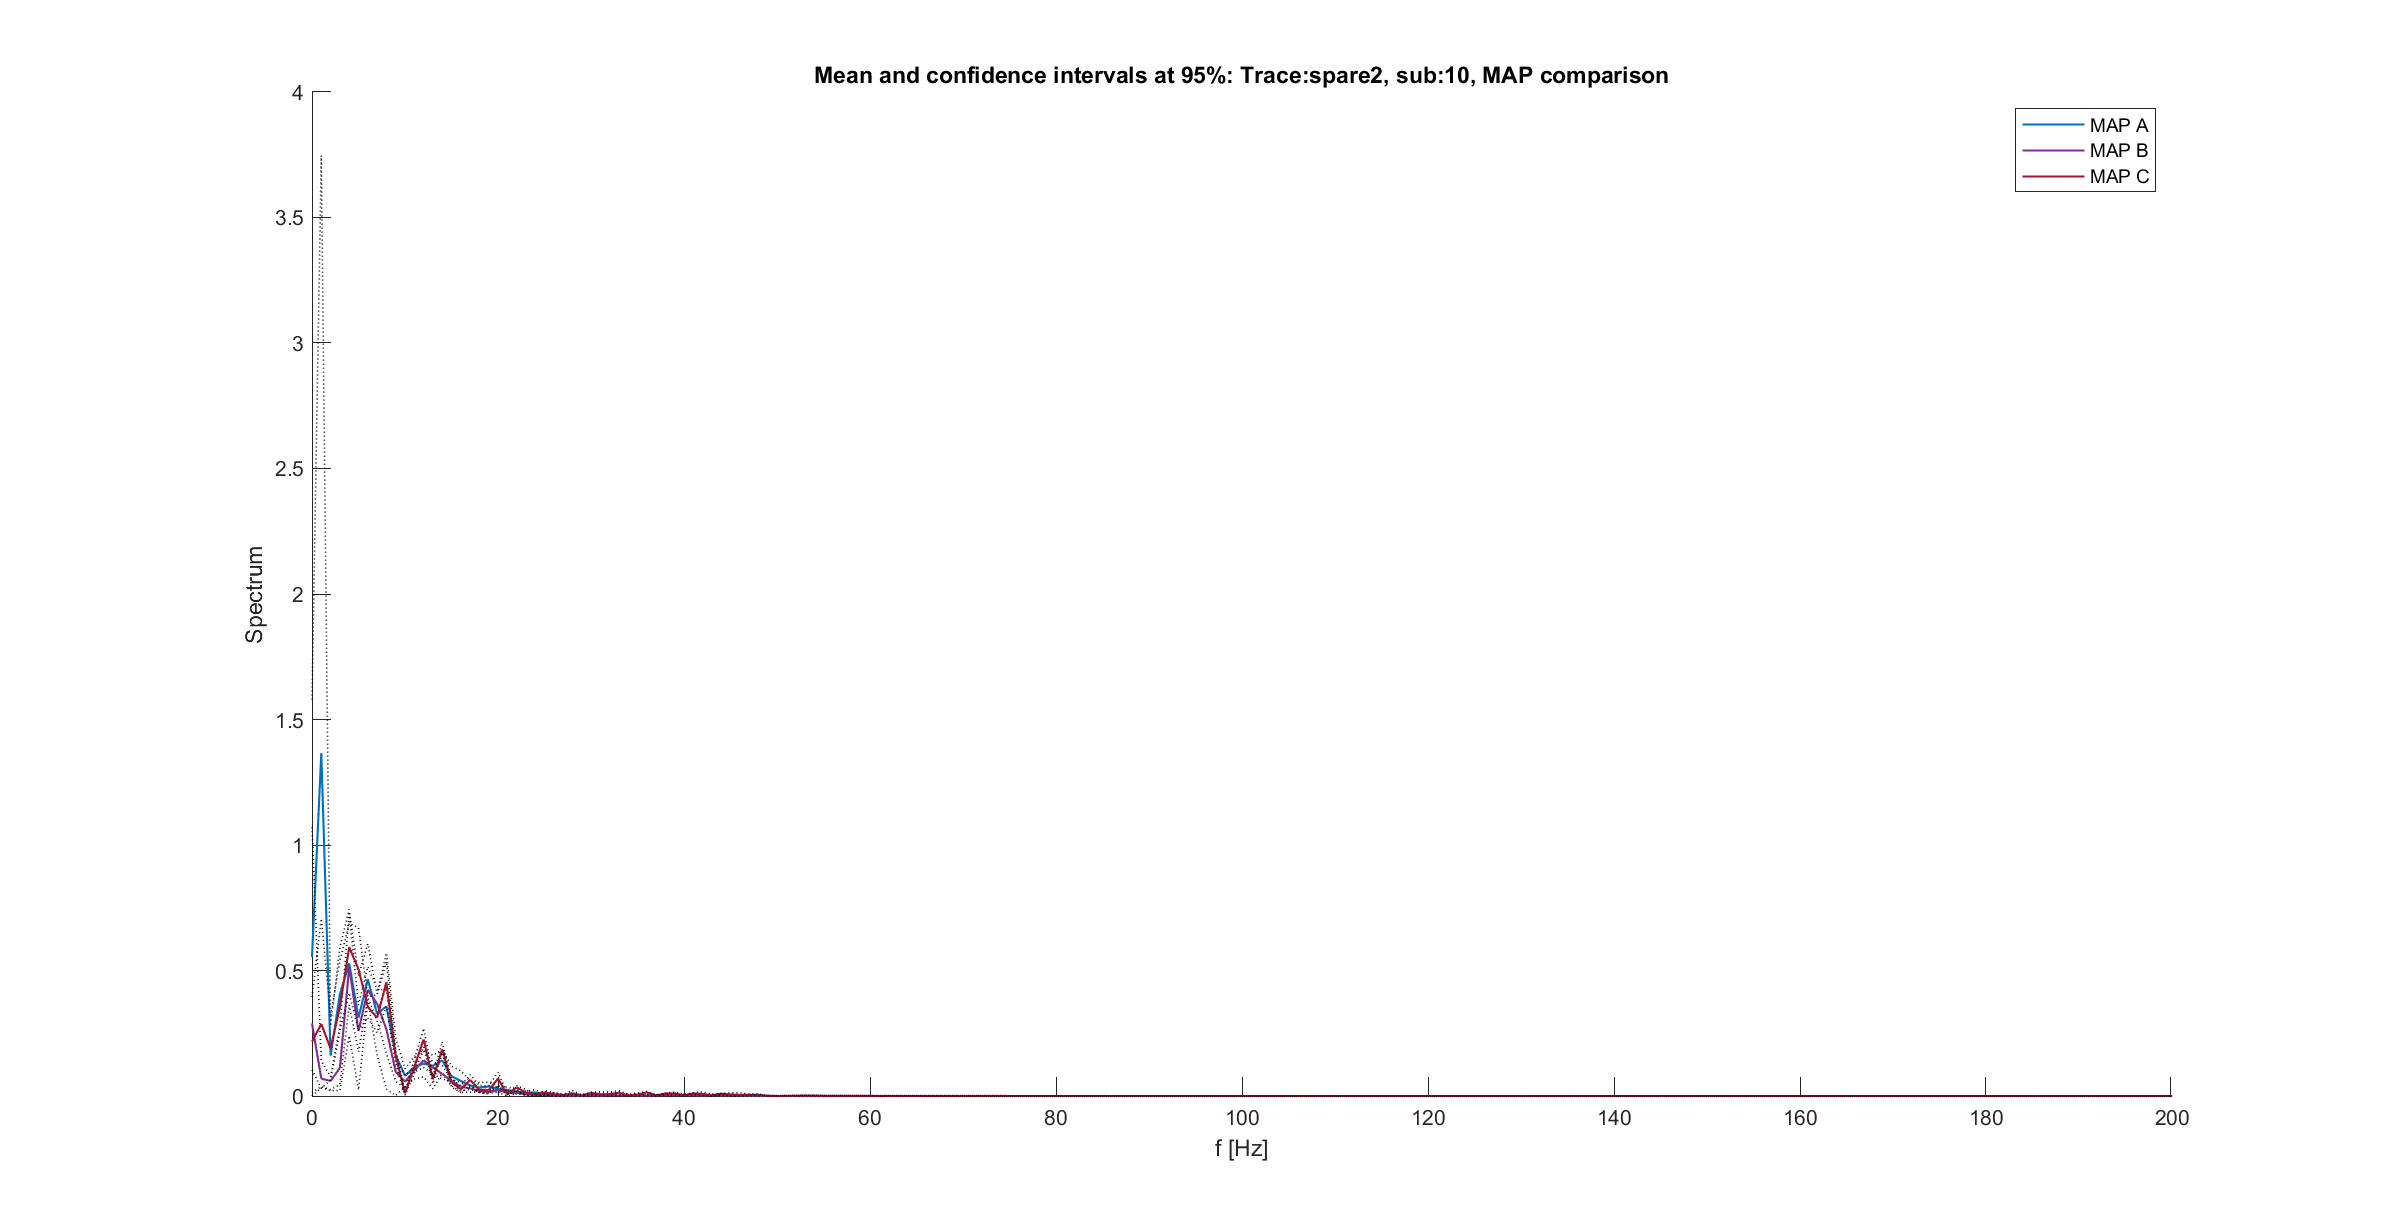 Mean and confidence intervals at 95%: Trace:spare2, sub:10, MAP comparison
MAP A
MAP B
MAP C
4
3.5
3
2.5
2
1.5
1
0.5
0
Spectrum
0 20 40 60 80 100 120 140 160 180 200
f [Hz]